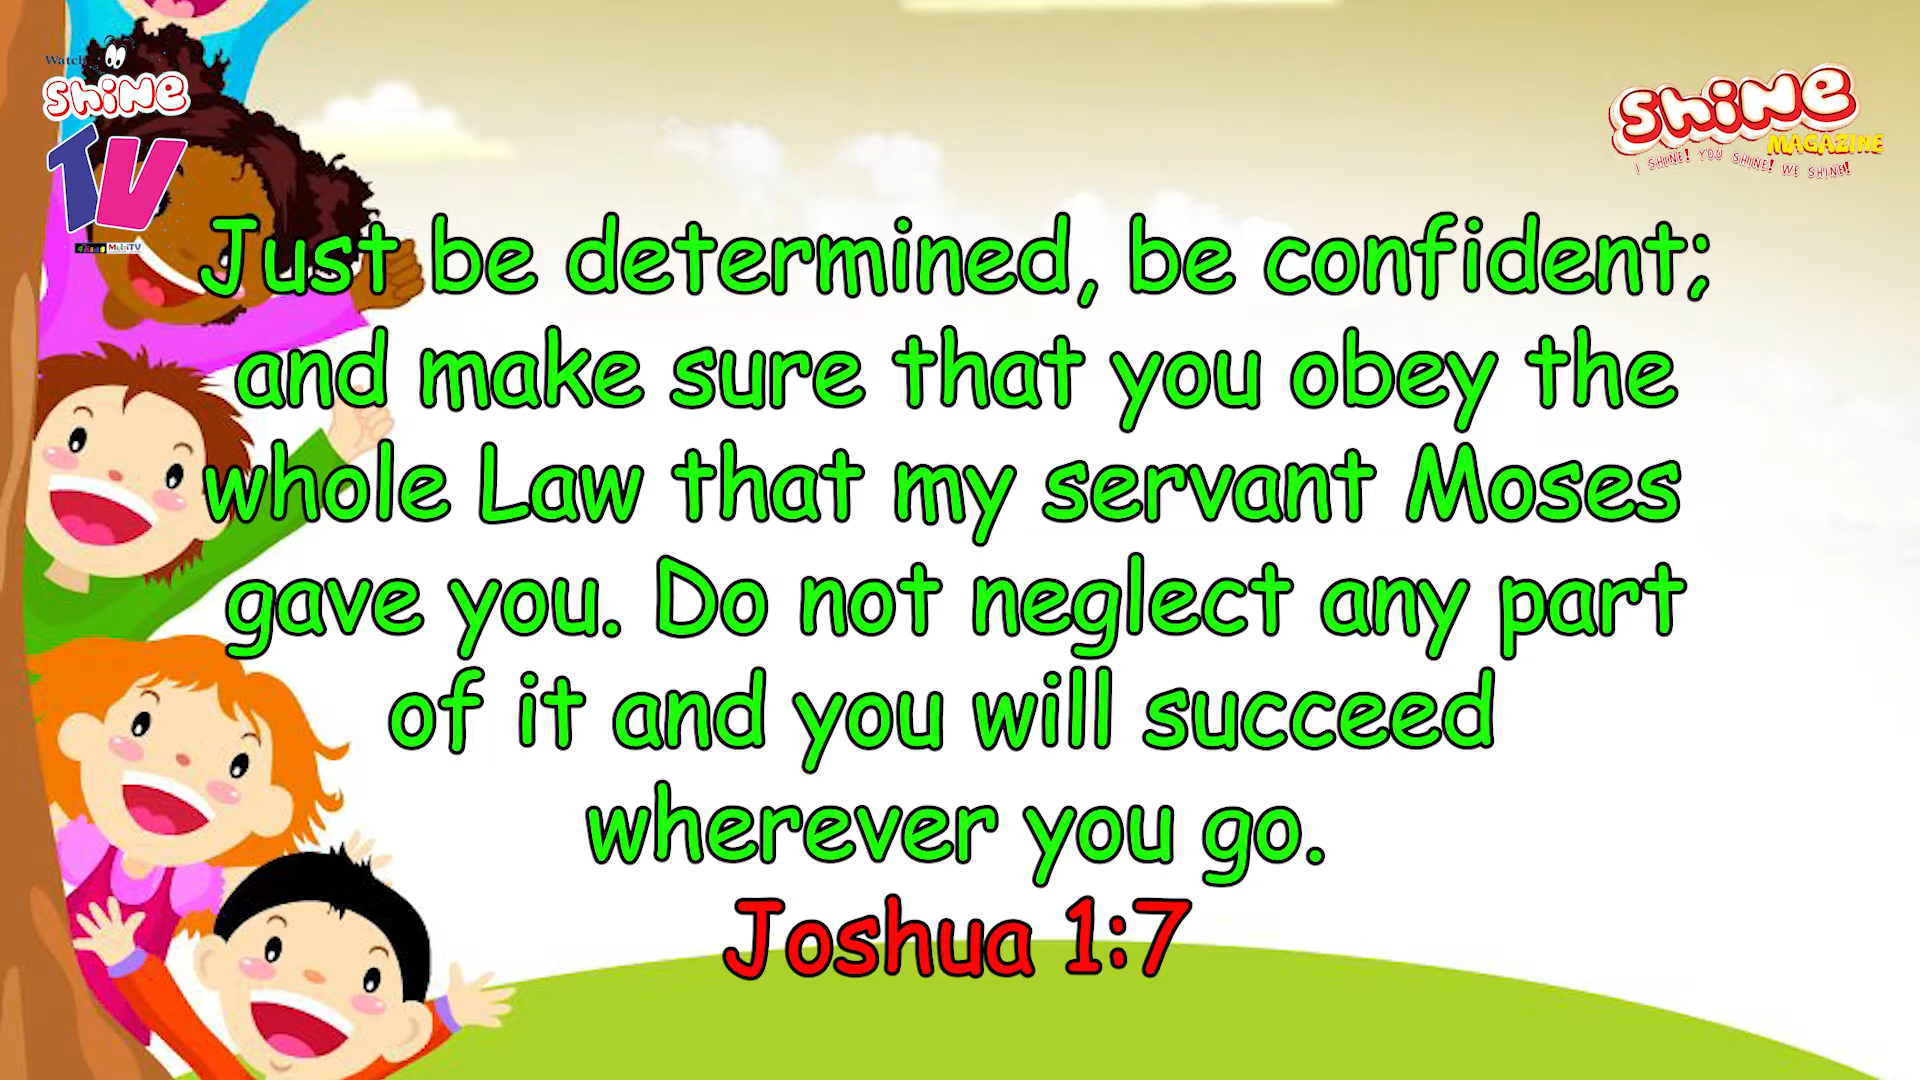 Watch
Shine
TV
MultiTV
Shine
MAGAZINE
I SHINE! YOU SHINE! WE SHINE!
Just be determined, be confident;
and make sure that you obey the
whole Law that my servant Moses
gave you. Do not neglect any part
of it and you will succeed
wherever you go.
Joshua 1:7